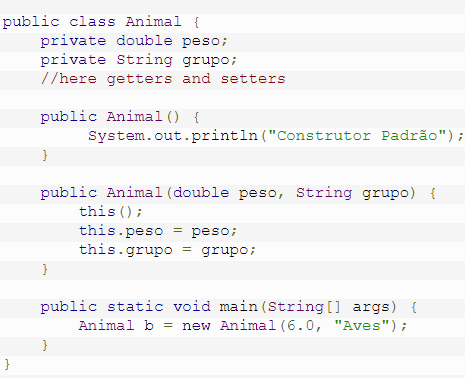 public class Animal {
    private double peso;
    private String grupo;
    //here getters and setters
    public Animal() {
         System.out.println("Construtor Padrão");
    }
    public Animal(double peso, String grupo) {
        this();
        this.peso = peso;
        this.grupo = grupo;
    }
    public static void main(String[] args) {
        Animal b = new Animal(6.0, "Aves");
    }
}